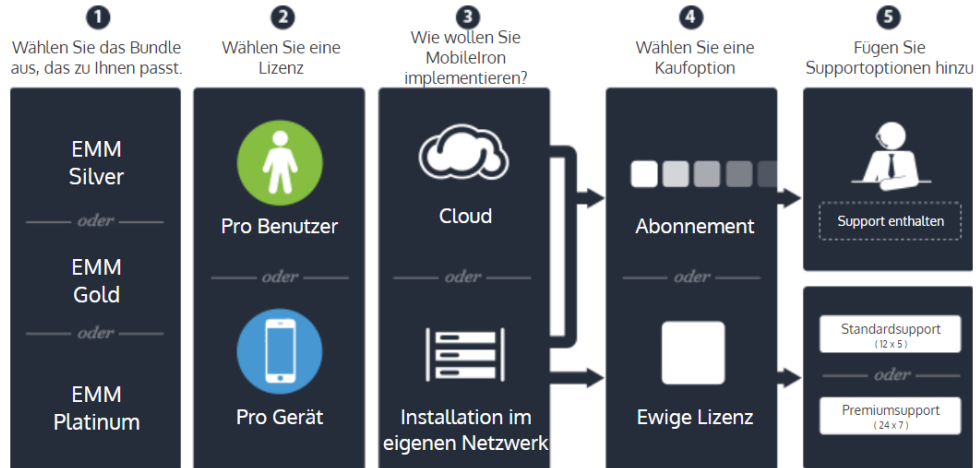 1
Wählen Sie das Bundle
aus, das zu Ihnen passt.
EMM
Silver
oder
EMM
Gold
oder
EMM
Platinum
2
Wählen Sie eine
Lizenz
Pro Benutzer
oder
Pro Gerät
3
Wie wollen Sie
MobileIron
implementieren?
Cloud
oder
Installation im
eigenen Netzwerk
4
Wählen Sie eine
Kaufoption
Abonnement
oder
Ewige Lizenz
5
Fügen Sie
Supportoptionen hinzu
Support enthalten
Standardsupport
( 12 x 5 )
oder
Premiumsupport
( 24 x 7 )